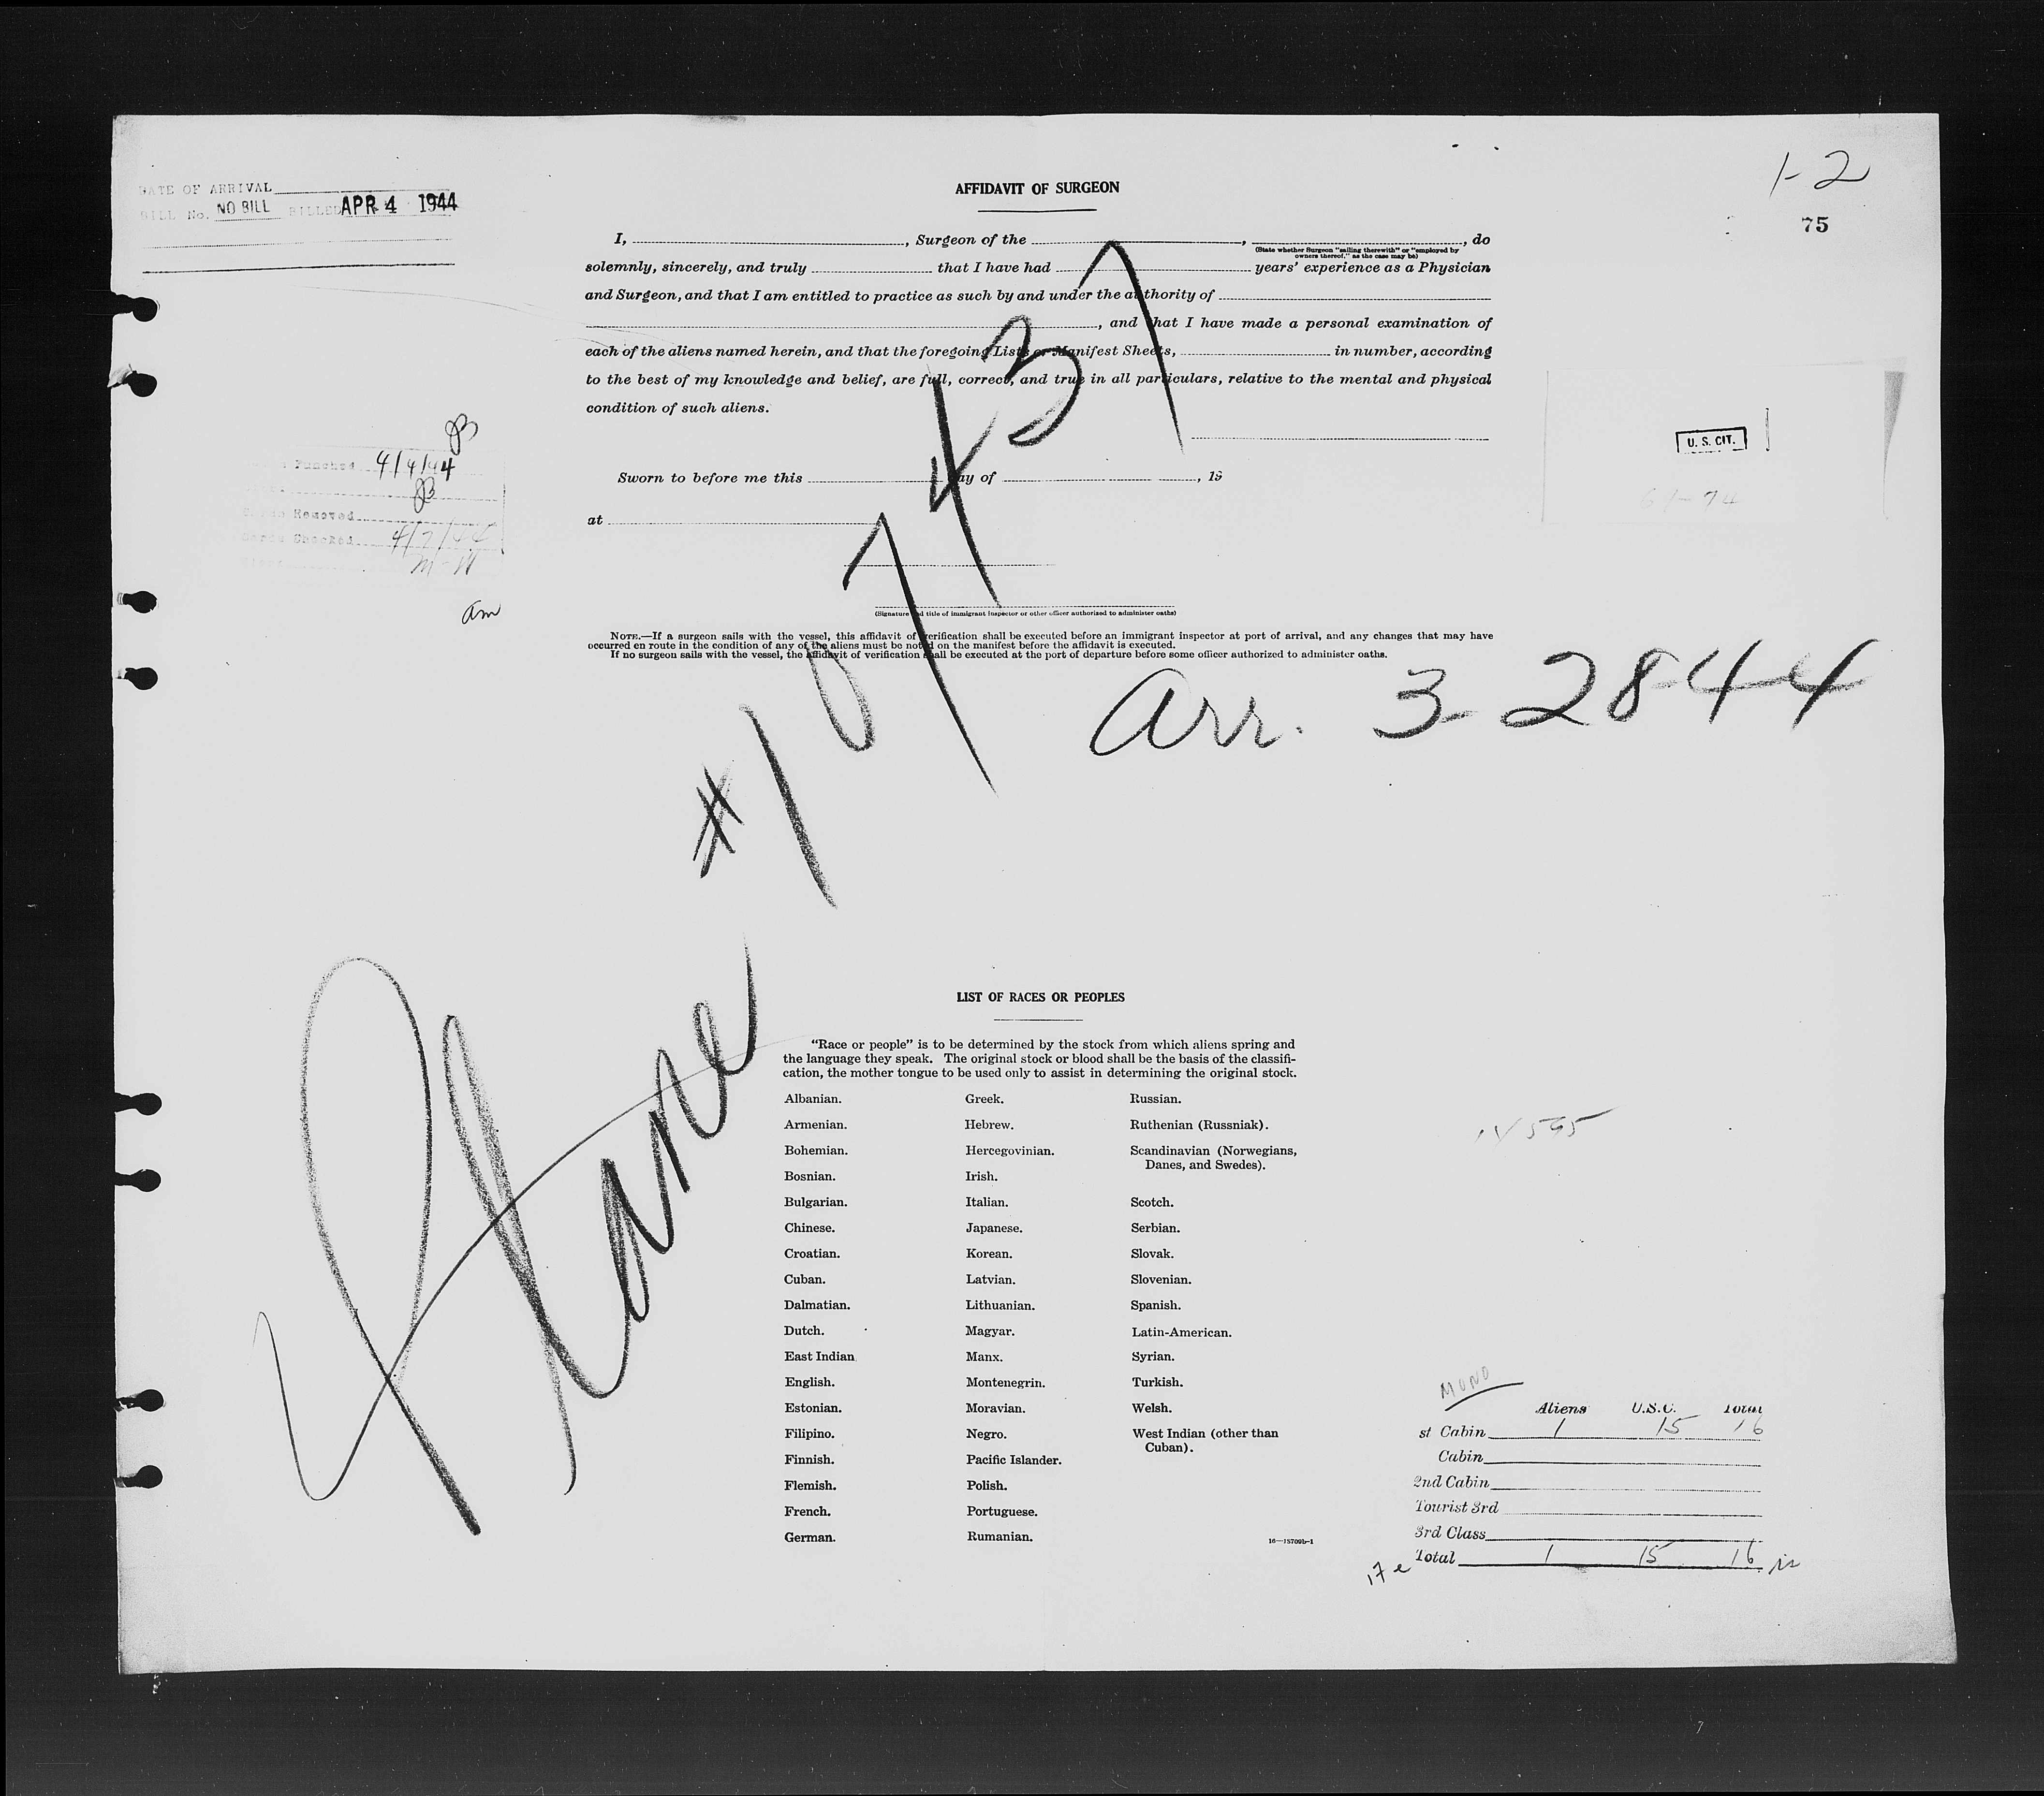 1-2
75
DATE OF ARRIVAL
BILL No. NO BILL BILLED APR 4 1944
AFFIDAVIT OF SURGEON
I, , Surgeon of the , , do
(State whether Surgeon "sailing therewith" or "employed by
owners thereof," as the case may be)
solemnly, sincerely, and truly that I have had years' experience as a Physician
and Surgeon, and that I am entitled to practice as such by and under the authority of
, and that I have made a personal examination of
each of the aliens named herein, and that the foregoing Lists or Manifest Sheets, in number, according
to the best of my knowledge and belief, are full, correct, and true in all particulars, relative to the mental and physical
condition of such aliens.
U. S. CIT.
Punched 4/4/44
Sworn to before me this day of , 19
Removed
Checked 4/7/44
at
am
(Signature and title of immigrant inspector or other officer authorized to administer oaths)
NOTE.—If a surgeon sails with the vessel, this affidavit of verification shall be executed before an immigrant inspector at port of arrival, and any changes that may have
occurred en route in the condition of any of the aliens must be noted on the manifest before the affidavit is executed.
If no surgeon sails with the vessel, the affidavit of verification shall be executed at the port of departure before some officer authorized to administer oaths.
Plane #107437
arr. 3-28-44
LIST OF RACES OR PEOPLES
"Race or people" is to be determined by the stock from which aliens spring and
the language they speak. The original stock or blood shall be the basis of the classifi-
cation, the mother tongue to be used only to assist in determining the original stock.
Albanian.
Armenian.
Bohemian.
Bosnian.
Bulgarian.
Chinese.
Croatian.
Cuban.
Dalmatian.
Dutch.
East Indian
English.
Estonian.
Filipino.
Finnish.
Flemish.
French.
German.
Greek.
Hebrew.
Hercegovinian.
Irish.
Italian.
Japanese.
Korean.
Latvian.
Lithuanian.
Magyar.
Manx.
Montenegrin.
Moravian.
Negro.
Pacific Islander.
Polish.
Portuguese.
Rumanian.
Russian.
Ruthenian (Russniak).
Scandinavian (Norwegians,
Danes, and Swedes).
Scotch.
Serbian.
Slovak.
Slovenian.
Spanish.
Latin-American.
Syrian.
Turkish.
Welsh.
West Indian (other than
Cuban).
16—15709b-1
MONO
Aliens U.S.C. Total
st Cabin 1 15 16
Cabin
2nd Cabin
Tourist 3rd
3rd Class
Total 1 15 16